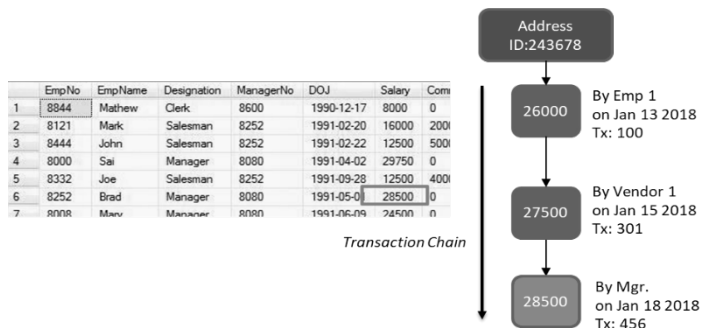 Address
ID:243678
EmpNo EmpName Designation ManagerNo DOJ Salary
1 8844 Mathew Clerk 8600 1990-12-17 8000 0
2 8121 Mark Salesman 8252 1991-02-20 16000
3 8444 John Salesman 8252 1991-02-22 12500
4 8000 Sai Manager 8080 1991-04-02 29750 0
5 8332 Joe Salesman 8252 1991-09-28 12500
6 8252 Brad Manager 8080 28500 0
7 8008 Mary Manager 8080 1991-06-09 24500 0
26000
By Emp 1
on Jan 13 2018
Tx: 100
27500
By Vendor 1
on Jan 15 2018
Tx: 301
Transaction Chain
28500
By Mgr.
on Jan 18 2018
Tx: 456